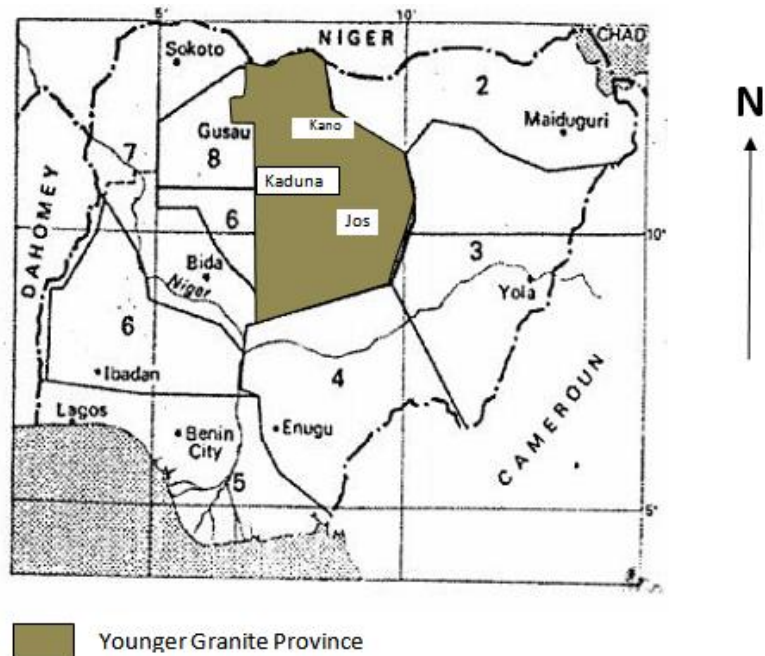 5°
10°
NIGER
CHAD
Sokoto
2
Kano
Maiduguri
N
Gusau
8
7
Kaduna
DAHOMEY
6
Jos
10°
3
Bida
Niger
Yola
6
4
Ibadan
CAMEROUN
Lagos
Benin
City
Enugu
5
5°
Younger Granite Province